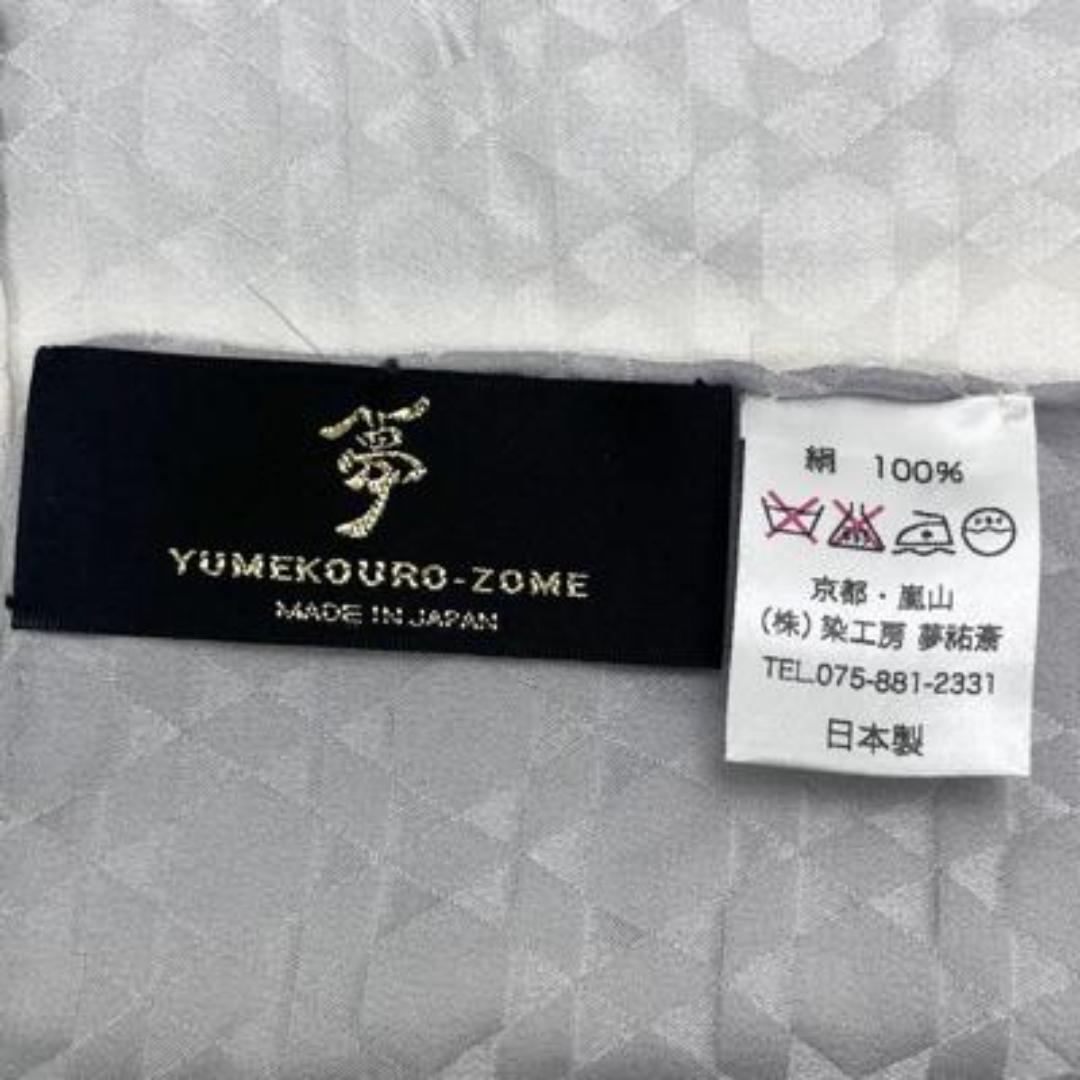 夢
YUMEKOURO-ZOME
MADE IN JAPAN
絹 100%
京都・嵐山
(株)染工房 夢祐斎
TEL.075-881-2331
日本製